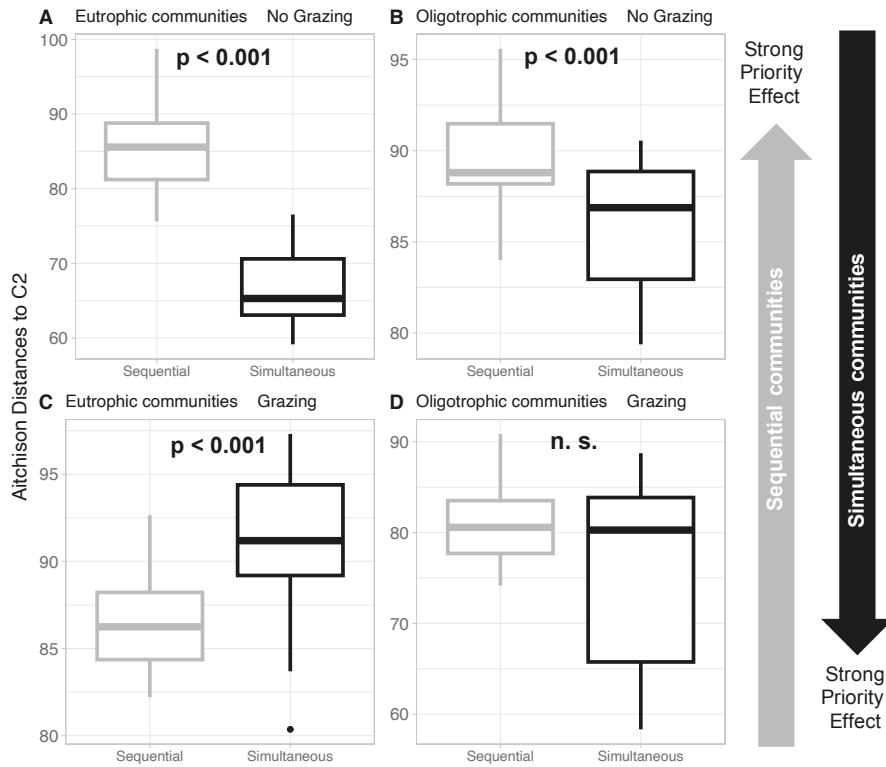 A Eutrophic communities No Grazing
100
90
80
70
60
p < 0.001
Sequential Simultaneous
B Oligotrophic communities No Grazing
95
90
85
80
p < 0.001
Sequential Simultaneous
C Eutrophic communities Grazing
95
90
85
80
p < 0.001
Sequential Simultaneous
D Oligotrophic communities Grazing
90
80
70
60
n. s.
Sequential Simultaneous
Aitchison Distances to C2
Strong
Priority
Effect
Sequential communities
Simultaneous communities
Strong
Priority
Effect